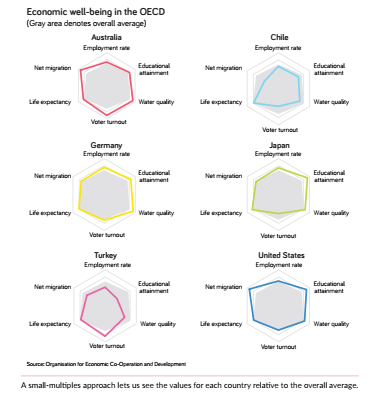 Economic well-being in the OECD
(Gray area denotes overall average)
Australia
Employment rate
Net migration
Educational
attainment
Life expectancy
Water quality
Voter turnout
Chile
Employment rate
Net migration
Educational
attainment
Life expectancy
Water quality
Voter turnout
Germany
Employment rate
Net migration
Educational
attainment
Life expectancy
Water quality
Voter turnout
Japan
Employment rate
Net migration
Educational
attainment
Life expectancy
Water quality
Voter turnout
Turkey
Employment rate
Net migration
Educational
attainment
Life expectancy
Water quality
Voter turnout
United States
Employment rate
Net migration
Educational
attainment
Life expectancy
Water quality
Voter turnout
Source: Organisation for Economic Co-Operation and Development
A small-multiples approach lets us see the values for each country relative to the overall average.